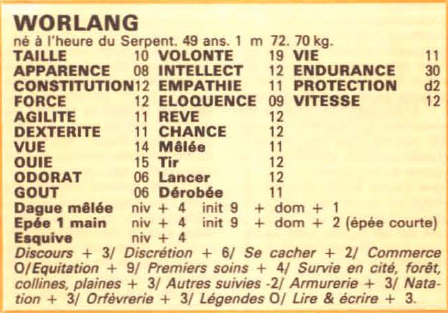 WORLANG
né à l'heure du Serpent. 49 ans. 1 m 72. 70 kg.
TAILLE 10 VOLONTE 19 VIE 11
APPARENCE 08 INTELLECT 12 ENDURANCE 30
CONSTITUTION 12 EMPATHIE 11 PROTECTION d2
FORCE 12 ELOQUENCE 09 VITESSE 12
AGILITE 11 REVE 12
DEXTERITE 11 CHANCE 12
VUE 14 Mêlée 11
OUIE 15 Tir 12
ODORAT 06 Lancer 12
GOUT 06 Dérobée 11
Dague mêlée niv + 4 init 9 + dom + 1
Epée 1 main niv + 4 init 9 + dom + 2 (épée courte)
Esquive niv + 4
Discours + 3/ Discrétion + 6/ Se cacher + 2/ Commerce
O/Equitation + 9/ Premiers soins + 4/ Survie en cité, forêt,
collines, plaines + 3/ Autres suivies -2/ Armurerie + 3/ Nata-
tion + 3/ Orfèvrerie + 3/ Légendes O/ Lire & écrire + 3.